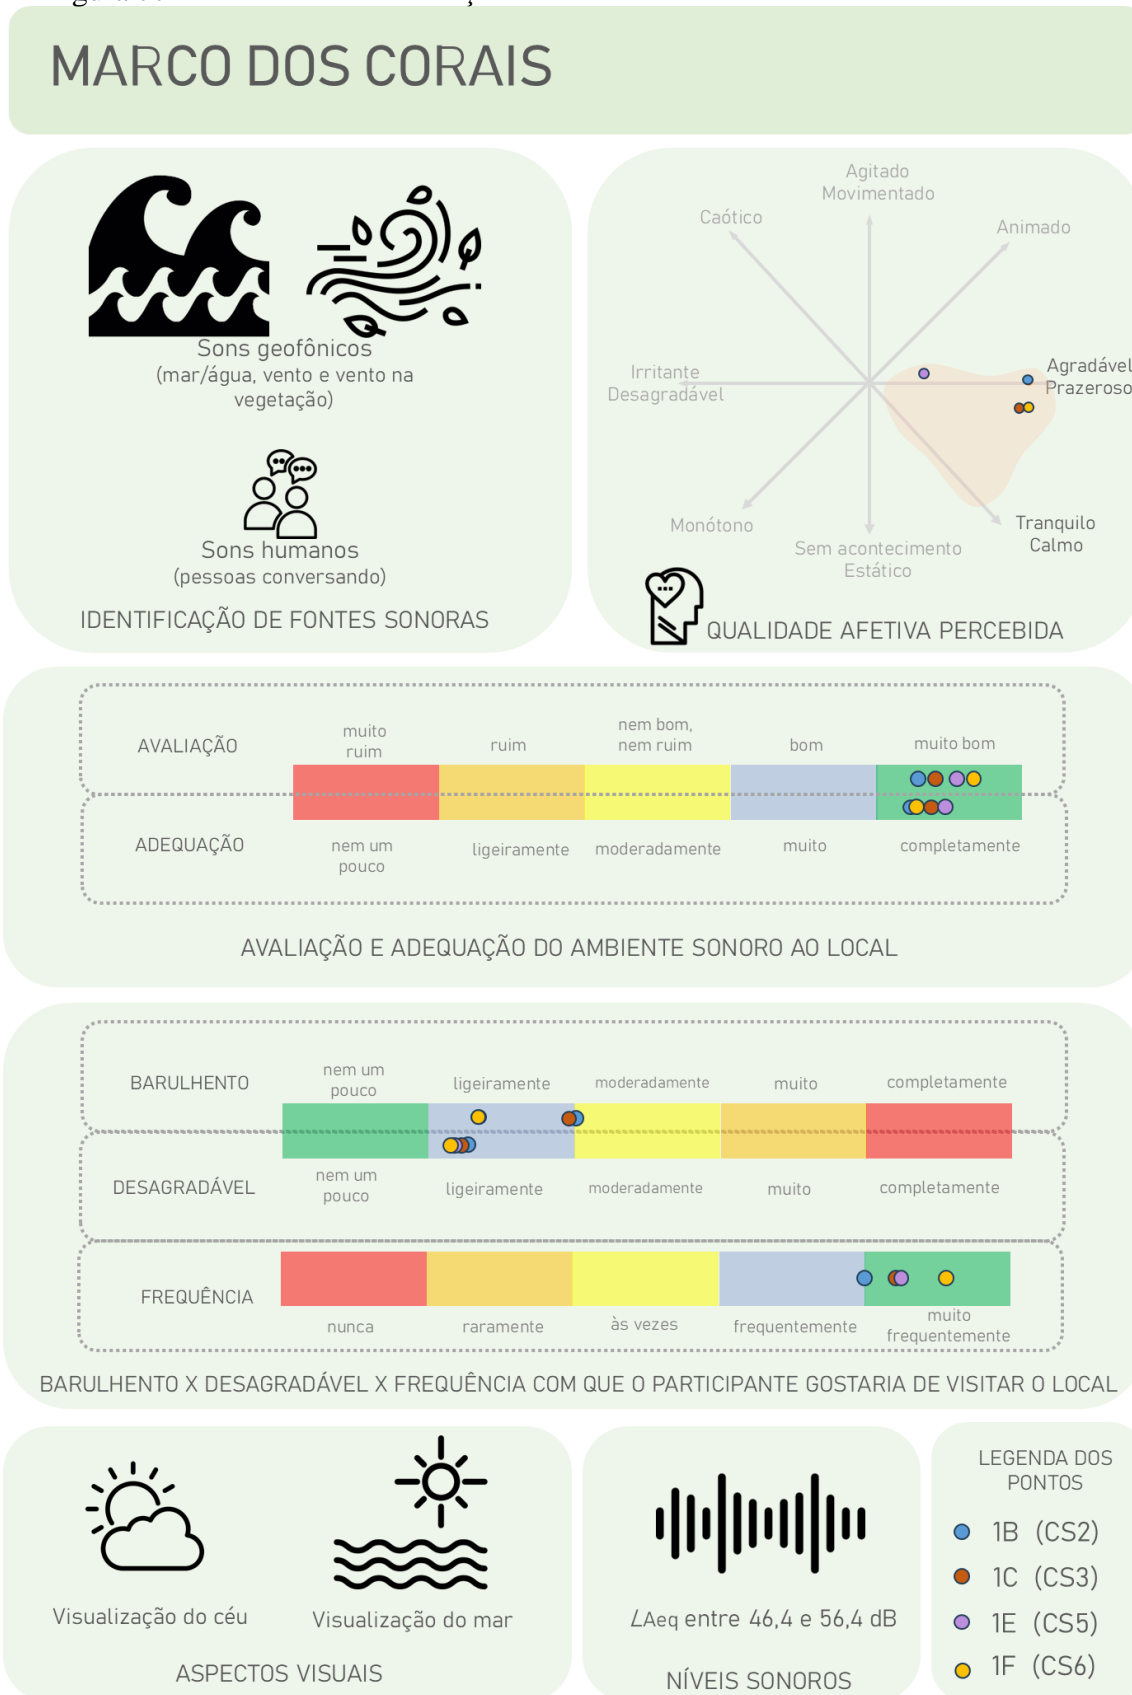 MARCO DOS CORAIS
Sons geofônicos
(mar/água, vento e vento na
vegetação)
Sons humanos
(pessoas conversando)
IDENTIFICAÇÃO DE FONTES SONORAS
Agitado
Movimentado
Caótico
Animado
Irritante
Desagradável
Agradável
Prazeroso
Monótono
Sem acontecimento
Estático
Tranquilo
Calmo
QUALIDADE AFETIVA PERCEBIDA
AVALIAÇÃO
muito
ruim
ruim
nem bom,
nem ruim
bom
muito bom
ADEQUAÇÃO
nem um
pouco
ligeiramente
moderadamente
muito
completamente
AVALIAÇÃO E ADEQUAÇÃO DO AMBIENTE SONORO AO LOCAL
BARULHENTO
nem um
pouco
ligeiramente
moderadamente
muito
completamente
DESAGRADÁVEL
nem um
pouco
ligeiramente
moderadamente
muito
completamente
FREQUÊNCIA
nunca
raramente
às vezes
frequentemente
muito
frequentemente
BARULHENTO X DESAGRADÁVEL X FREQUÊNCIA COM QUE O PARTICIPANTE GOSTARIA DE VISITAR O LOCAL
Visualização do céu
Visualização do mar
ASPECTOS VISUAIS
LAeq entre 46,4 e 56,4 dB
NÍVEIS SONOROS
LEGENDA DOS
PONTOS
1B (CS2)
1C (CS3)
1E (CS5)
1F (CS6)